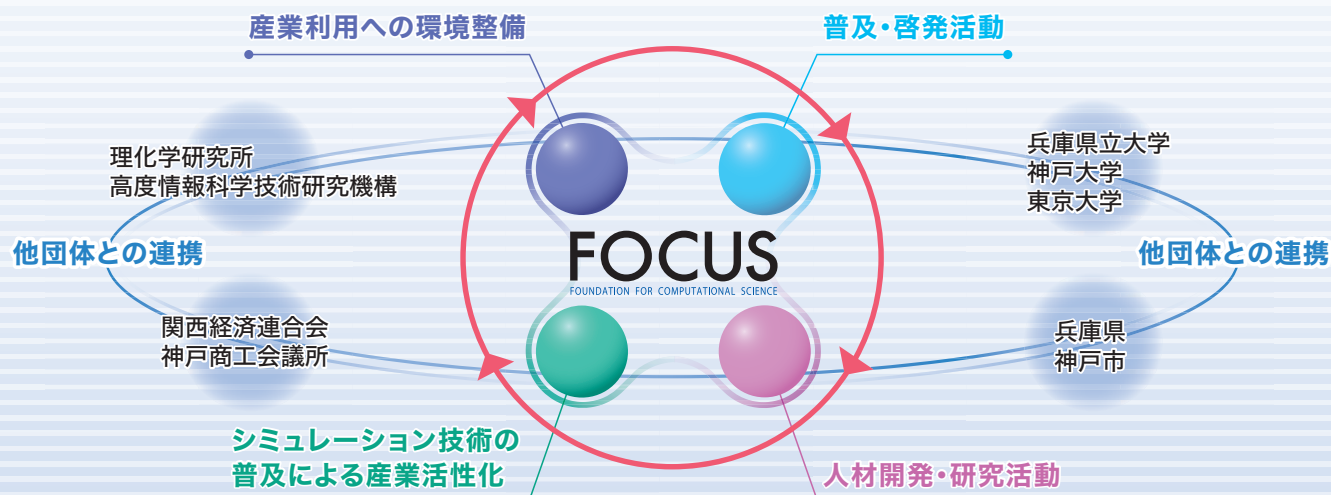 産業利用への環境整備
普及・啓発活動
理化学研究所
高度情報科学技術研究機構
兵庫県立大学
神戸大学
東京大学
他団体との連携
他団体との連携
FOCUS
FOUNDATION FOR COMPUTATIONAL SCIENCE
関西経済連合会
神戸商工会議所
兵庫県
神戸市
シミュレーション技術の
普及による産業活性化
人材開発・研究活動